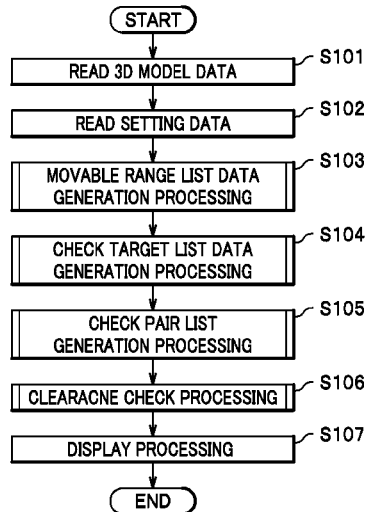 START
READ 3D MODEL DATA
S101
READ SETTING DATA
S102
MOVABLE RANGE LIST DATA
GENERATION PROCESSING
S103
CHECK TARGET LIST DATA
GENERATION PROCESSING
S104
CHECK PAIR LIST
GENERATION PROCESSING
S105
CLEARACNE CHECK PROCESSING
S106
DISPLAY PROCESSING
S107
END